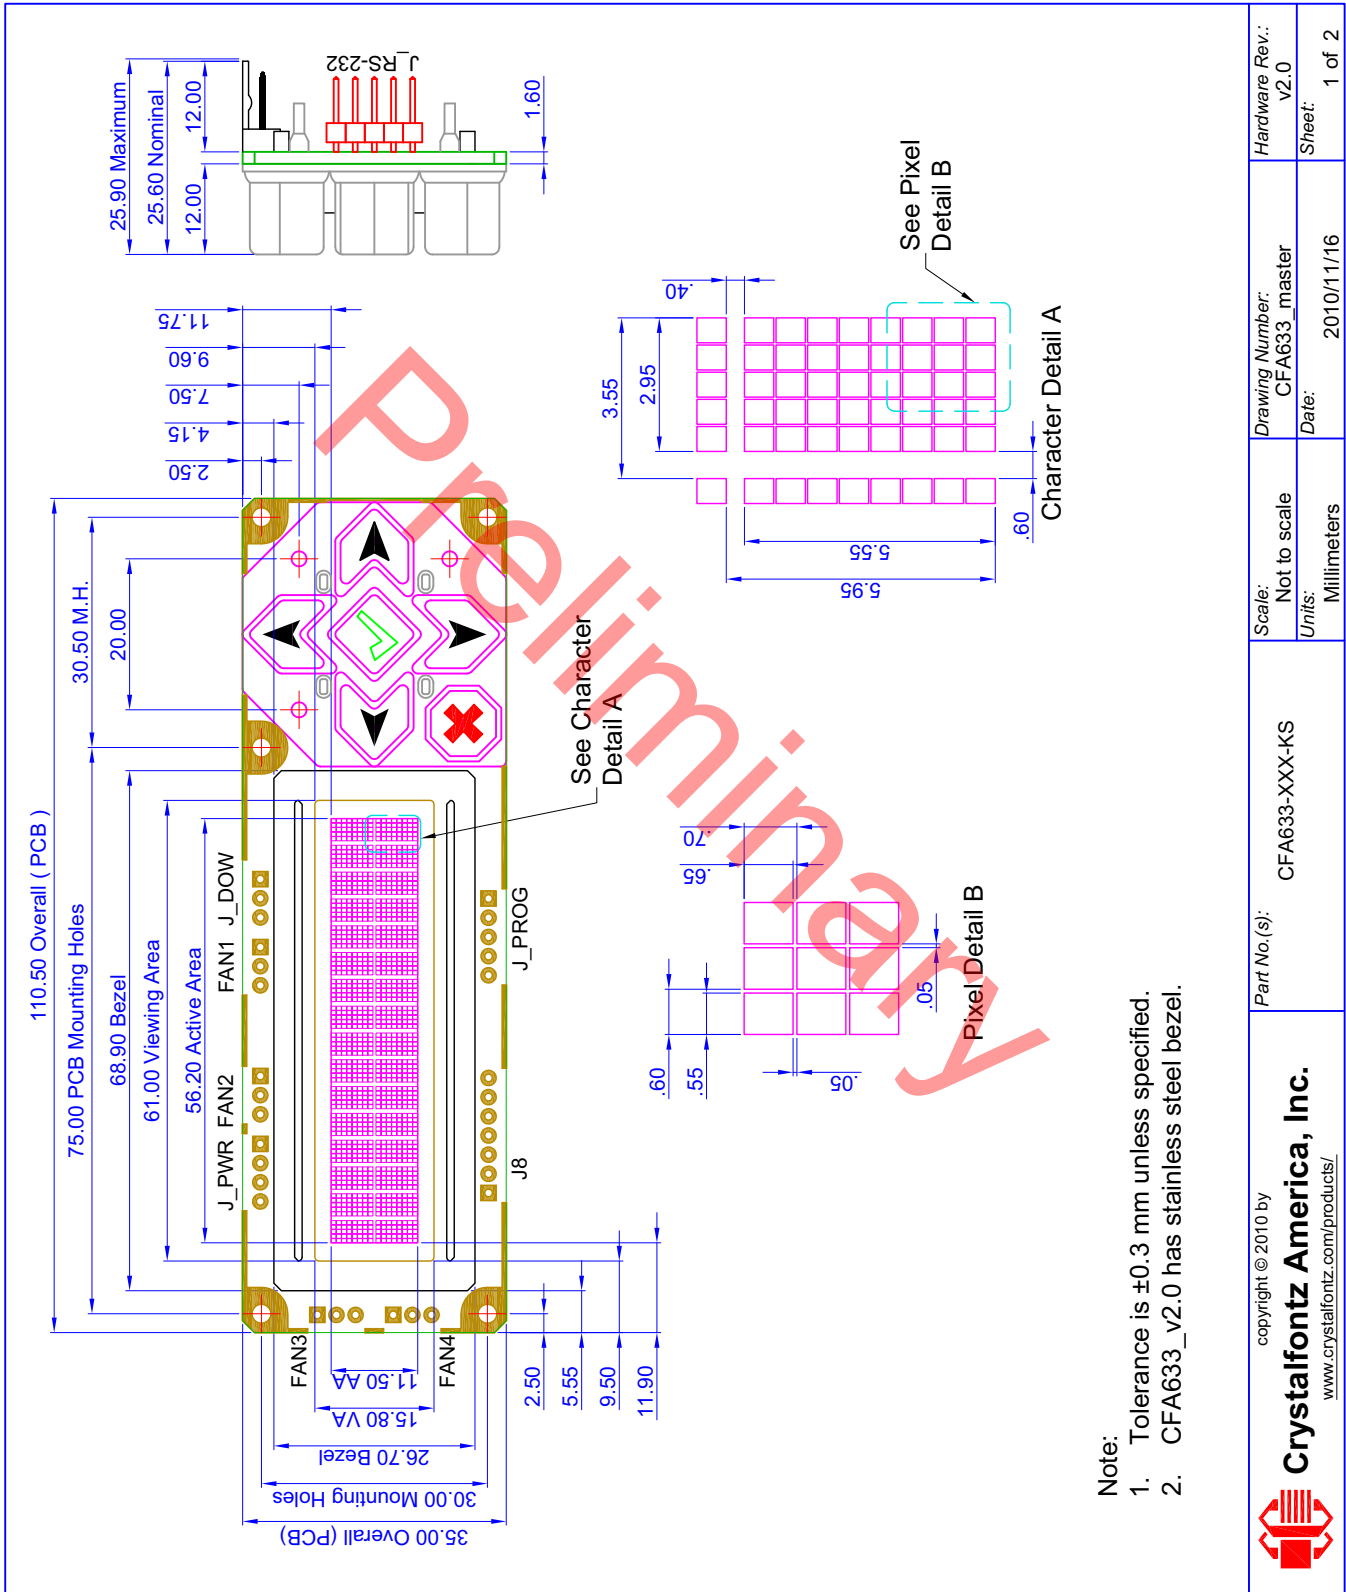 110.50 Overall ( PCB )
75.00 PCB Mounting Holes
30.50 M.H.
68.90 Bezel
20.00
61.00 Viewing Area
56.20 Active Area
J_PWR
FAN2
FAN1
J_DOW
2.50
4.15
7.50
9.60
11.75
25.90 Maximum
25.60 Nominal
12.00
12.00
J_RS-232
1.60
35.00 Overall (PCB)
30.00 Mounting Holes
26.70 Bezel
15.80 VA
11.50 AA
FAN3
FAN4
J8
J_PROG
2.50
5.55
9.50
11.90
See Character
Detail A
Preliminary
.60
.55
.65
.70
.05
.05
Pixel Detail B
3.55
2.95
.40
5.95
5.55
.60
Character Detail A
See Pixel
Detail B
Note:
1. Tolerance is ±0.3 mm unless specified.
2. CFA633_v2.0 has stainless steel bezel.
copyright © 2010 by
Crystalfontz America, Inc.
www.crystalfontz.com/products/
Part No.(s):
CFA633-XXX-KS
Scale:
Not to scale
Units:
Millimeters
Drawing Number:
CFA633_master
Date:
2010/11/16
Hardware Rev.:
v2.0
Sheet:
1 of 2